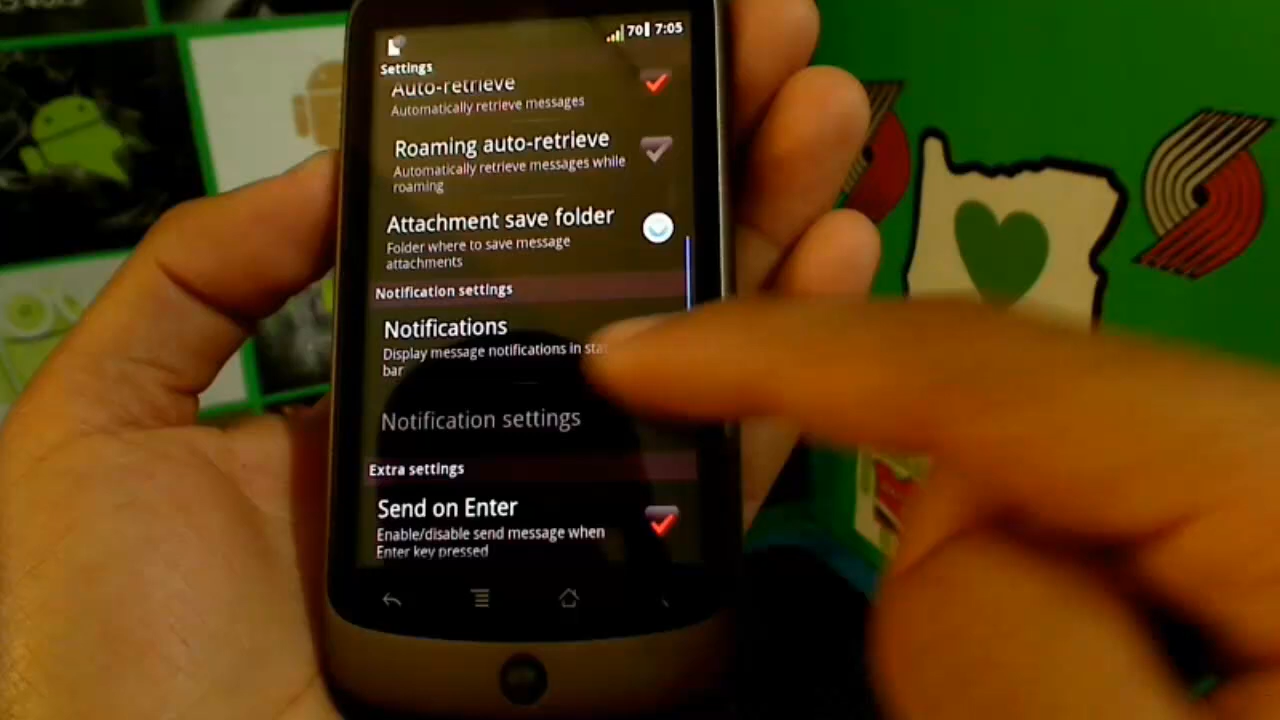 70 7:05
Settings
Auto-retrieve
Automatically retrieve messages
Roaming auto-retrieve
Automatically retrieve messages while
roaming
Attachment save folder
Folder where to save message
attachments
Notification settings
Notifications
Display message notifications in
bar
Notification settings
Extra settings
Send on Enter
Enable/disable send message when
Enter key pressed